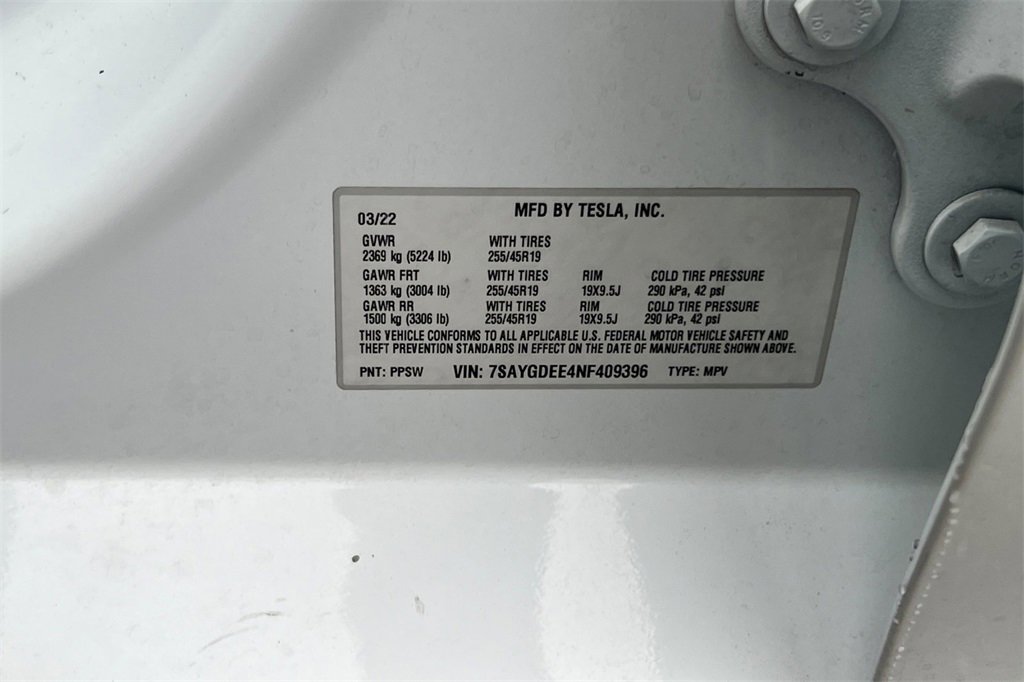 MFD BY TESLA, INC.
03/22
GVWR WITH TIRES
2369 kg (5224 lb) 255/45R19
GAWR FRT WITH TIRES RIM COLD TIRE PRESSURE
1363 kg (3004 lb) 255/45R19 19X9.5J 290 kPa, 42 psi
GAWR RR WITH TIRES RIM COLD TIRE PRESSURE
1500 kg (3306 lb) 255/45R19 19X9.5J 290 kPa, 42 psi
THIS VEHICLE CONFORMS TO ALL APPLICABLE U.S. FEDERAL MOTOR VEHICLE SAFETY AND
THEFT PREVENTION STANDARDS IN EFFECT ON THE DATE OF MANUFACTURE SHOWN ABOVE.
PNT: PPSW VIN: 7SAYGDEE4NF409396 TYPE: MPV